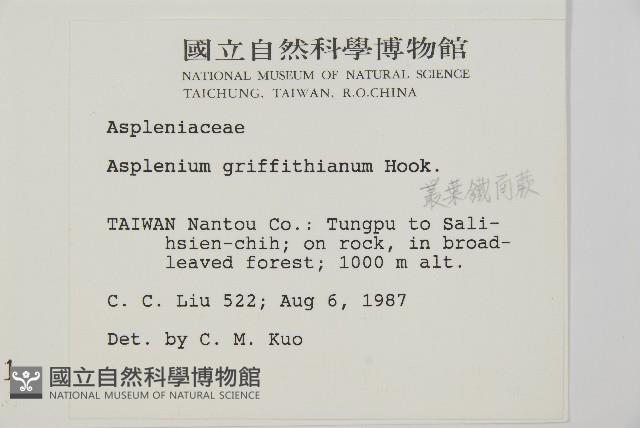 國立自然科學博物館
NATIONAL MUSEUM OF NATURAL SCIENCE
TAICHUNG, TAIWAN, R.O.CHINA
Aspleniaceae
Asplenium griffithianum Hook.
叢葉鐵角蕨
TAIWAN Nantou Co.: Tungpu to Sali-
hsien-chih; on rock, in broad-
leaved forest; 1000 m alt.
C. C. Liu 522; Aug 6, 1987
Det. by C. M. Kuo
國立自然科學博物館
NATIONAL MUSEUM OF NATURAL SCIENCE